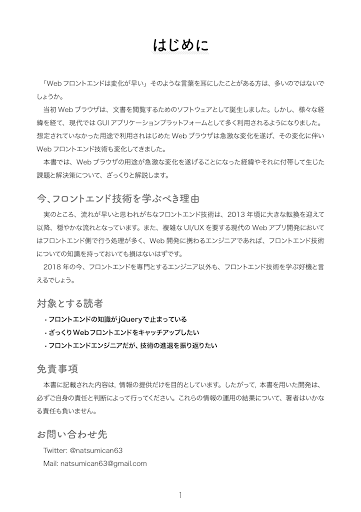 はじめに
「Web フロントエンドは変化が早い」そのような言葉を耳にしたことがある方は、多いのではないで
しょうか。
当初 Web ブラウザは、文書を閲覧するためのソフトウェアとして誕生しました。しかし、様々な経
緯を経て、現代では GUI アプリケーションプラットフォームとして多く利用されるようになりました。
想定されていなかった用途で利用されはじめた Web ブラウザは急激な変化を遂げ、その変化に伴い
Web フロントエンド技術も変化してきました。
本書では、Web ブラウザの用途が急激な変化を遂げることになった経緯やそれに付帯して生じた
課題と解決策について、ざっくりと解説します。
今、フロントエンド技術を学ぶべき理由
実のところ、流れが早いと思われがちなフロントエンド技術は、2013 年頃に大きな転換を迎えて
以降、穏やかな流れとなっています。また、複雑な UI/UX を要する現代の Web アプリ開発において
はフロントエンド側で行う処理が多く、Web 開発に携わるエンジニアであれば、フロントエンド技術
についての知識を持っておいても損はないはずです。
2018 年の今、フロントエンドを専門とするエンジニア以外も、フロントエンド技術を学ぶ好機と言
えるでしょう。
対象とする読者
・フロントエンドの知識が jQuery で止まっている
・ざっくり Web フロントエンドをキャッチアップしたい
・フロントエンドエンジニアだが、技術の進退を振り返りたい
免責事項
本書に記載された内容は、情報の提供だけを目的としています。したがって、本書を用いた開発は、
必ずご自身の責任と判断によって行ってください。これらの情報の運用の結果について、著者はいかな
る責任も負いません。
お問い合わせ先
Twitter: @natsumican63
Mail: natsumican63@gmail.com
1